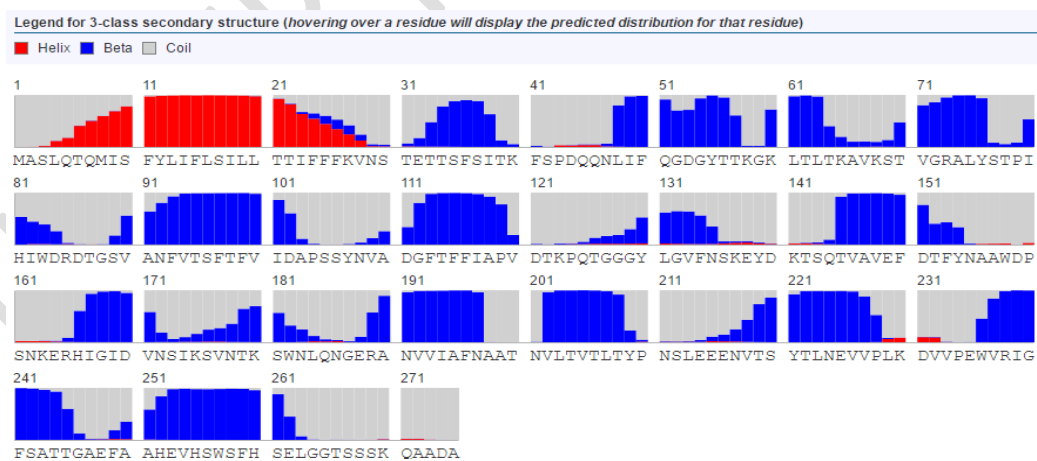 Legend for 3-class secondary structure (hovering over a residue will display the predicted distribution for that residue)
Helix Beta Coil
1 11 21 31 41 51 61 71
MASLQTQMIS FYLIFLSILL TTIFFFKVNS TETTSFSITK FSPDQQNLIF QGDGYTTKGK LTLTKAVKST VGRALYSTPI
81 91 101 111 121 131 141 151
HIWDRDTGSV ANFVTSFTFV IDAPSSYNVA DGFTFFIAPV DTKPQTGGGY LGVFNSKEYD KTSQTVAVEF DTFYNAAWDP
161 171 181 191 201 211 221 231
SNKERHIGID VNSIKSVNTK SWNLQNGERA NVVIAFNAAT NVLTVTLTYP NSLEEENVTS YTLNEVVPLK DVVPEWVRIG
241 251 261 271
FSATTGAEFA AHEVHSWSFH SELGGTSSSK QAADA